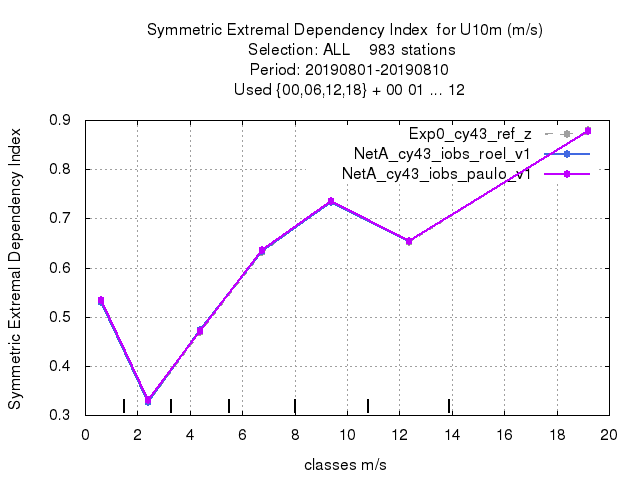 Symmetric Extremal Dependency Index  for U10m (m/s)
Selection: ALL    983 stations
Period: 20190801-20190810
Used {00,06,12,18} + 00 01 ... 12
Symmetric Extremal Dependency Index
0.9
0.8
0.7
0.6
0.5
0.4
0.3
Exp0_cy43_ref_z
NetA_cy43_iobs_roel_v1
NetA_cy43_iobs_paulo_v1
0 2 4 6 8 10 12 14 16 18 20
classes m/s